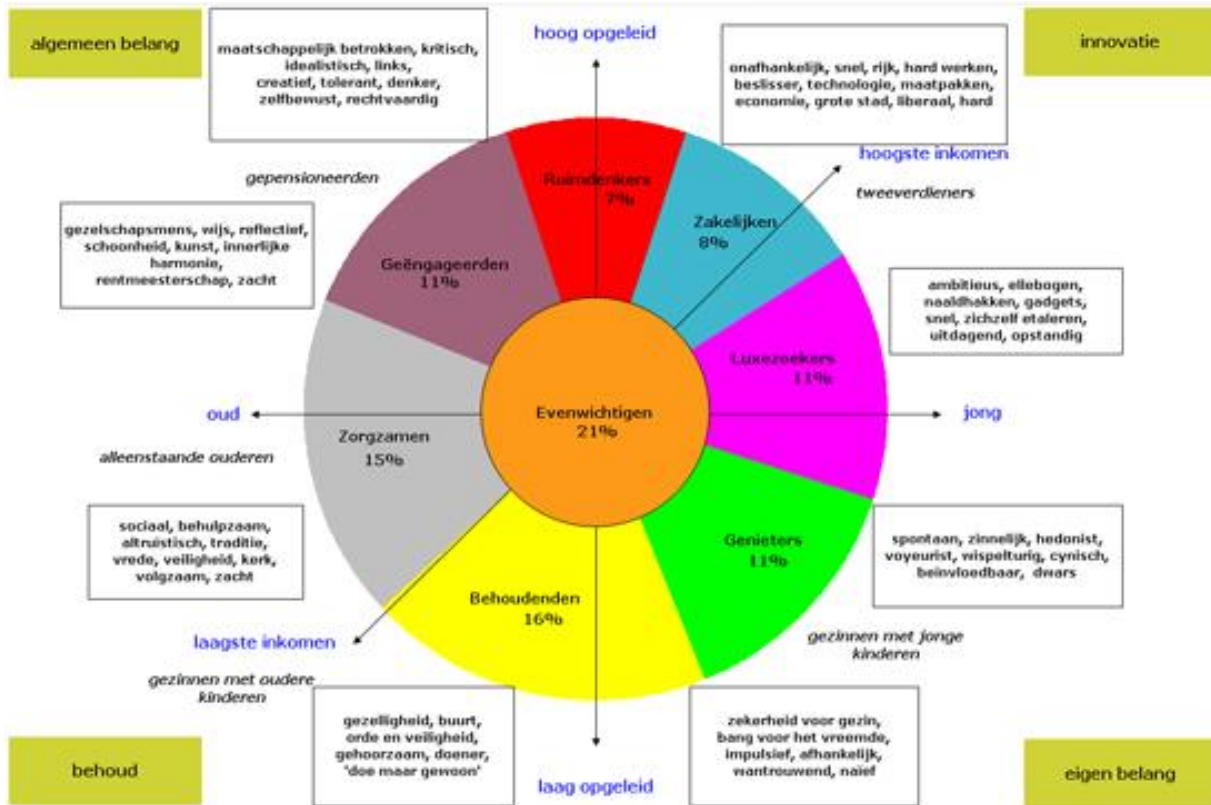 algemeen belang
hoog opgeleid
innovatie
maatschappelijk betrokken, kritisch,
idealistisch, links,
creatief, tolerant, denker,
zelfbewust, rechtvaardig
onafhankelijk, snel, rijk, hard werken,
beslisser, technologie, maatpakken,
economie, grote stad, liberaal, hard
hoogste inkomen
gepensioneerden
Ruimdenkers
7%
tweeverdieners
gezelschapsmens, wijs, reflectief,
schoonheid, kunst, innerlijke
harmonie,
rentmeesterschap, zacht
Zakelijken
8%
Geëngageerden
11%
ambitieus, ellebogen,
naaldhakken, gadgets,
snel, zichzelf etaleren,
uitdagend, opstandig
Luxezoekers
11%
oud
Evenwichtigen
21%
jong
Zorgzamen
15%
alleenstaande ouderen
sociaal, behulpzaam,
altruistisch, traditie,
vrede, veiligheid, kerk,
volgzaam, zacht
Genieters
11%
spontaan, zinnelijk, hedonist,
voyeurist, wispelturig, cynisch,
beinvloedbaar, dwars
Behoudenden
16%
laagste inkomen
gezinnen met oudere
kinderen
gezinnen met jonge
kinderen
gezelligheid, buurt,
orde en veiligheid,
gehoorzaam, doener,
'doe maar gewoon'
zekerheid voor gezin,
bang voor het vreemde,
impulsief, afhankelijk,
wantrouwend, naïef
behoud
laag opgeleid
eigen belang